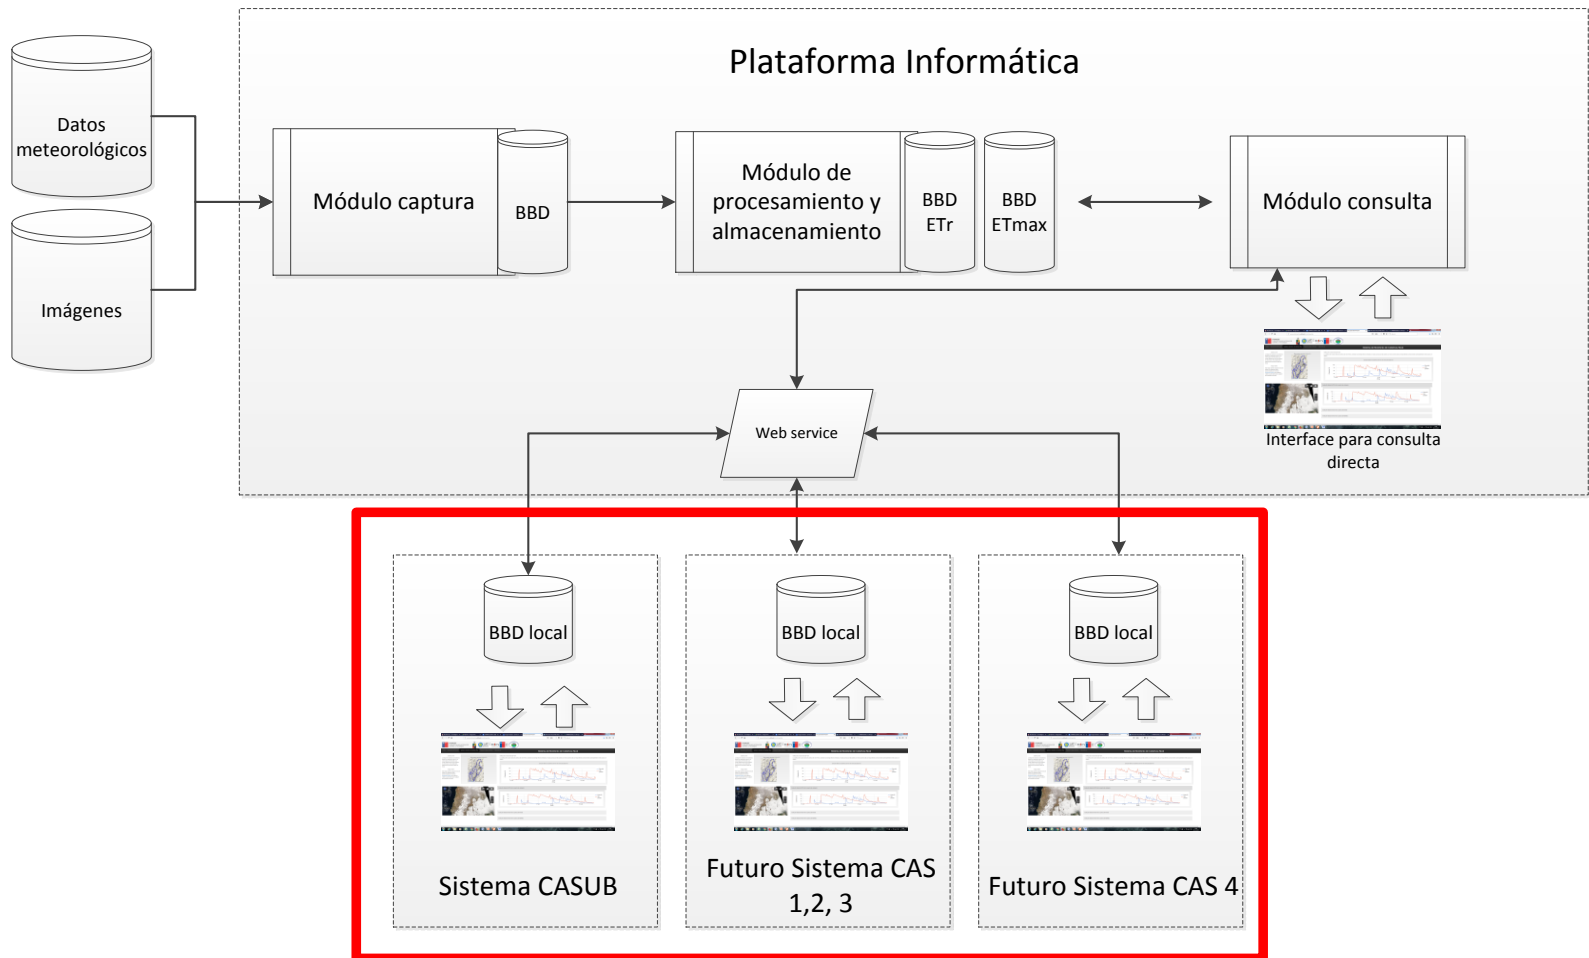 Plataforma Informática
Datos
meteorológicos
Imágenes
Módulo captura
BBD
Módulo de
procesamiento y
almacenamiento
BBD
ETr
BBD
ETmax
Módulo consulta
Interface para consulta
directa
Web service
BBD local
BBD local
BBD local
Sistema CASUB
Futuro Sistema CAS
1,2, 3
Futuro Sistema CAS 4